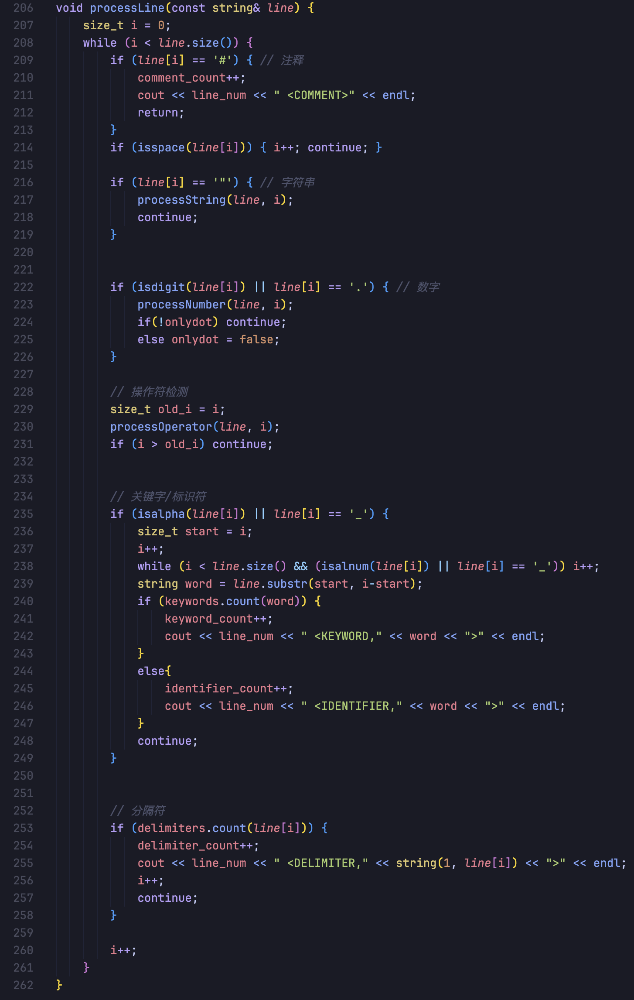 206 void processLine(const string& line) {
207     size_t i = 0;
208     while (i < line.size()) {
209         if (line[i] == '#') { // 注释
210             comment_count++;
211             cout << line_num << " <COMMENT>" << endl;
212             return;
213         }
214         if (isspace(line[i])) { i++; continue; }
215
216         if (line[i] == '"') { // 字符串
217             processString(line, i);
218             continue;
219         }
220
221
222         if (isdigit(line[i]) || line[i] == '.') { // 数字
223             processNumber(line, i);
224             if(!onlydot) continue;
225             else onlydot = false;
226         }
227
228         // 操作符检测
229         size_t old_i = i;
230         processOperator(line, i);
231         if (i > old_i) continue;
232
233
234         // 关键字/标识符
235         if (isalpha(line[i]) || line[i] == '_') {
236             size_t start = i;
237             i++;
238             while (i < line.size() && (isalnum(line[i]) || line[i] == '_')) i++;
239             string word = line.substr(start, i-start);
240             if (keywords.count(word)) {
241                 keyword_count++;
242                 cout << line_num << " <KEYWORD," << word << ">" << endl;
243             }
244             else{
245                 identifier_count++;
246                 cout << line_num << " <IDENTIFIER," << word << ">" << endl;
247             }
248             continue;
249         }
250
251
252         // 分隔符
253         if (delimiters.count(line[i])) {
254             delimiter_count++;
255             cout << line_num << " <DELIMITER," << string(1, line[i]) << ">" << endl;
256             i++;
257             continue;
258         }
259
260         i++;
261     }
262 }